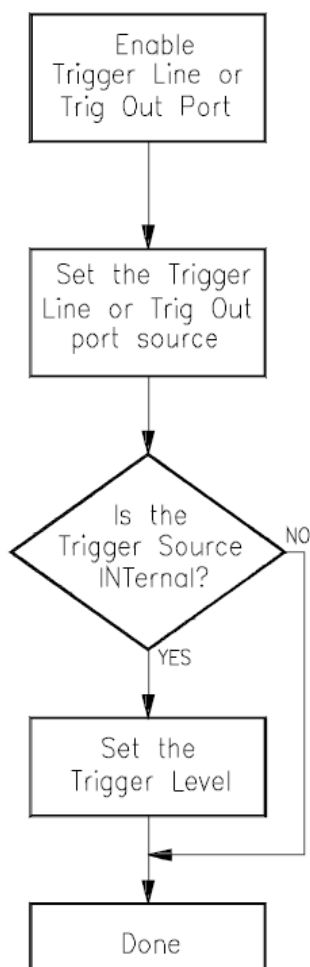 Enable
Trigger Line or
Trig Out Port
Set the Trigger
Line or Trig Out
port source
Is the
Trigger Source
INTernal?
NO
YES
Set the
Trigger Level
Done